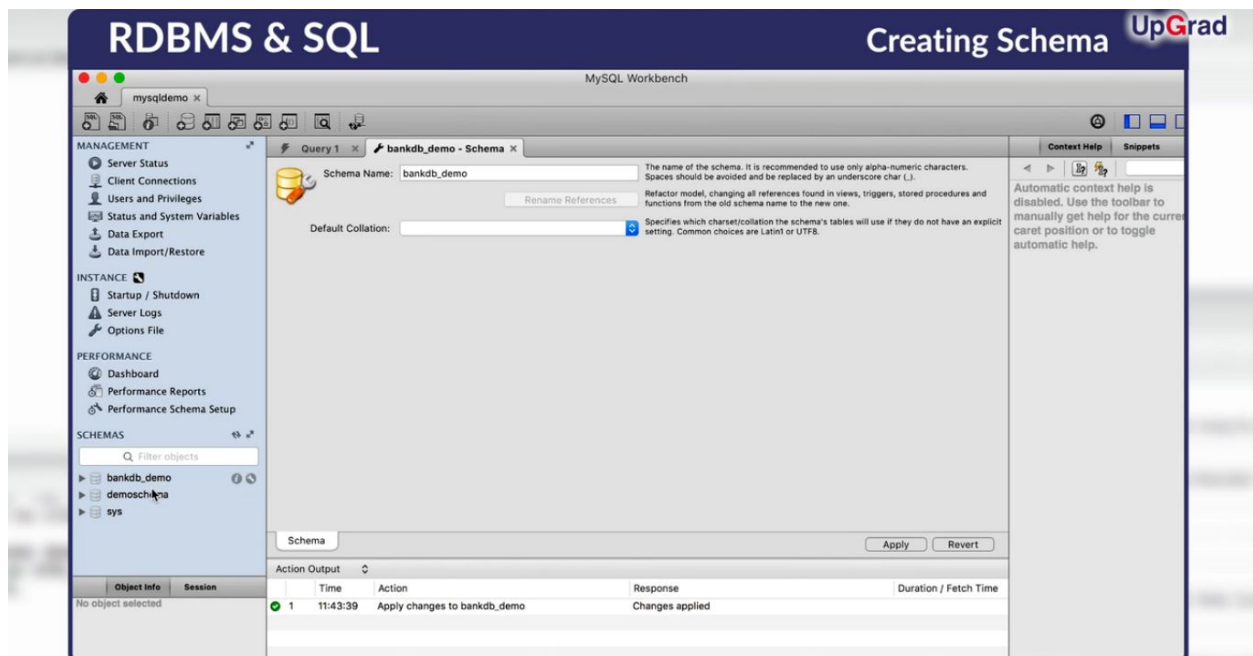 RDBMS & SQL
Creating Schema
UpGrad
MySQL Workbench
mysqldemo
MANAGEMENT
Server Status
Client Connections
Users and Privileges
Status and System Variables
Data Export
Data Import/Restore
INSTANCE
Startup / Shutdown
Server Logs
Options File
PERFORMANCE
Dashboard
Performance Reports
Performance Schema Setup
SCHEMAS
Filter objects
bankdb_demo
demoschema
sys
Object Info Session
No object selected
Query 1 bankdb_demo - Schema
Schema Name: bankdb_demo
The name of the schema. It is recommended to use only alpha-numeric characters.
Spaces should be avoided and be replaced by an underscore char (_).
Rename References
Refactor model, changing all references found in views, triggers, stored procedures and
functions from the old schema name to the new one.
Default Collation:
Specifies which charset/collation the schema's tables will use if they do not have an explicit
setting. Common choices are Latin1 or UTF8.
Schema
Apply Revert
Action Output
Time Action Response Duration / Fetch Time
1 11:43:39 Apply changes to bankdb_demo Changes applied
Context Help Snippets
Automatic context help is
disabled. Use the toolbar to
manually get help for the curre
caret position or to toggle
automatic help.